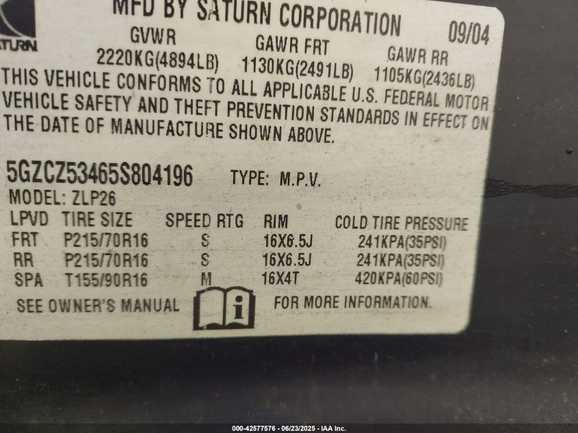 MFD BY SATURN CORPORATION 09/04
SATURN GVWR GAWR FRT GAWR RR
2220KG(4894LB) 1130KG(2491LB) 1105KG(2436LB)
THIS VEHICLE CONFORMS TO ALL APPLICABLE U.S. FEDERAL MOTOR
VEHICLE SAFETY AND THEFT PREVENTION STANDARDS IN EFFECT ON
THE DATE OF MANUFACTURE SHOWN ABOVE.
5GZCZ53465S804196 TYPE: M.P.V.
MODEL: ZLP26
LPVD TIRE SIZE SPEED RTG RIM COLD TIRE PRESSURE
FRT P215/70R16 S 16X6.5J 241KPA(35PSI)
RR P215/70R16 S 16X6.5J 241KPA(35PSI)
SPA T155/90R16 M 16X4T 420KPA(60PSI)
SEE OWNER'S MANUAL i FOR MORE INFORMATION.
000-42577576 - 06/23/2025 - IAA Inc.